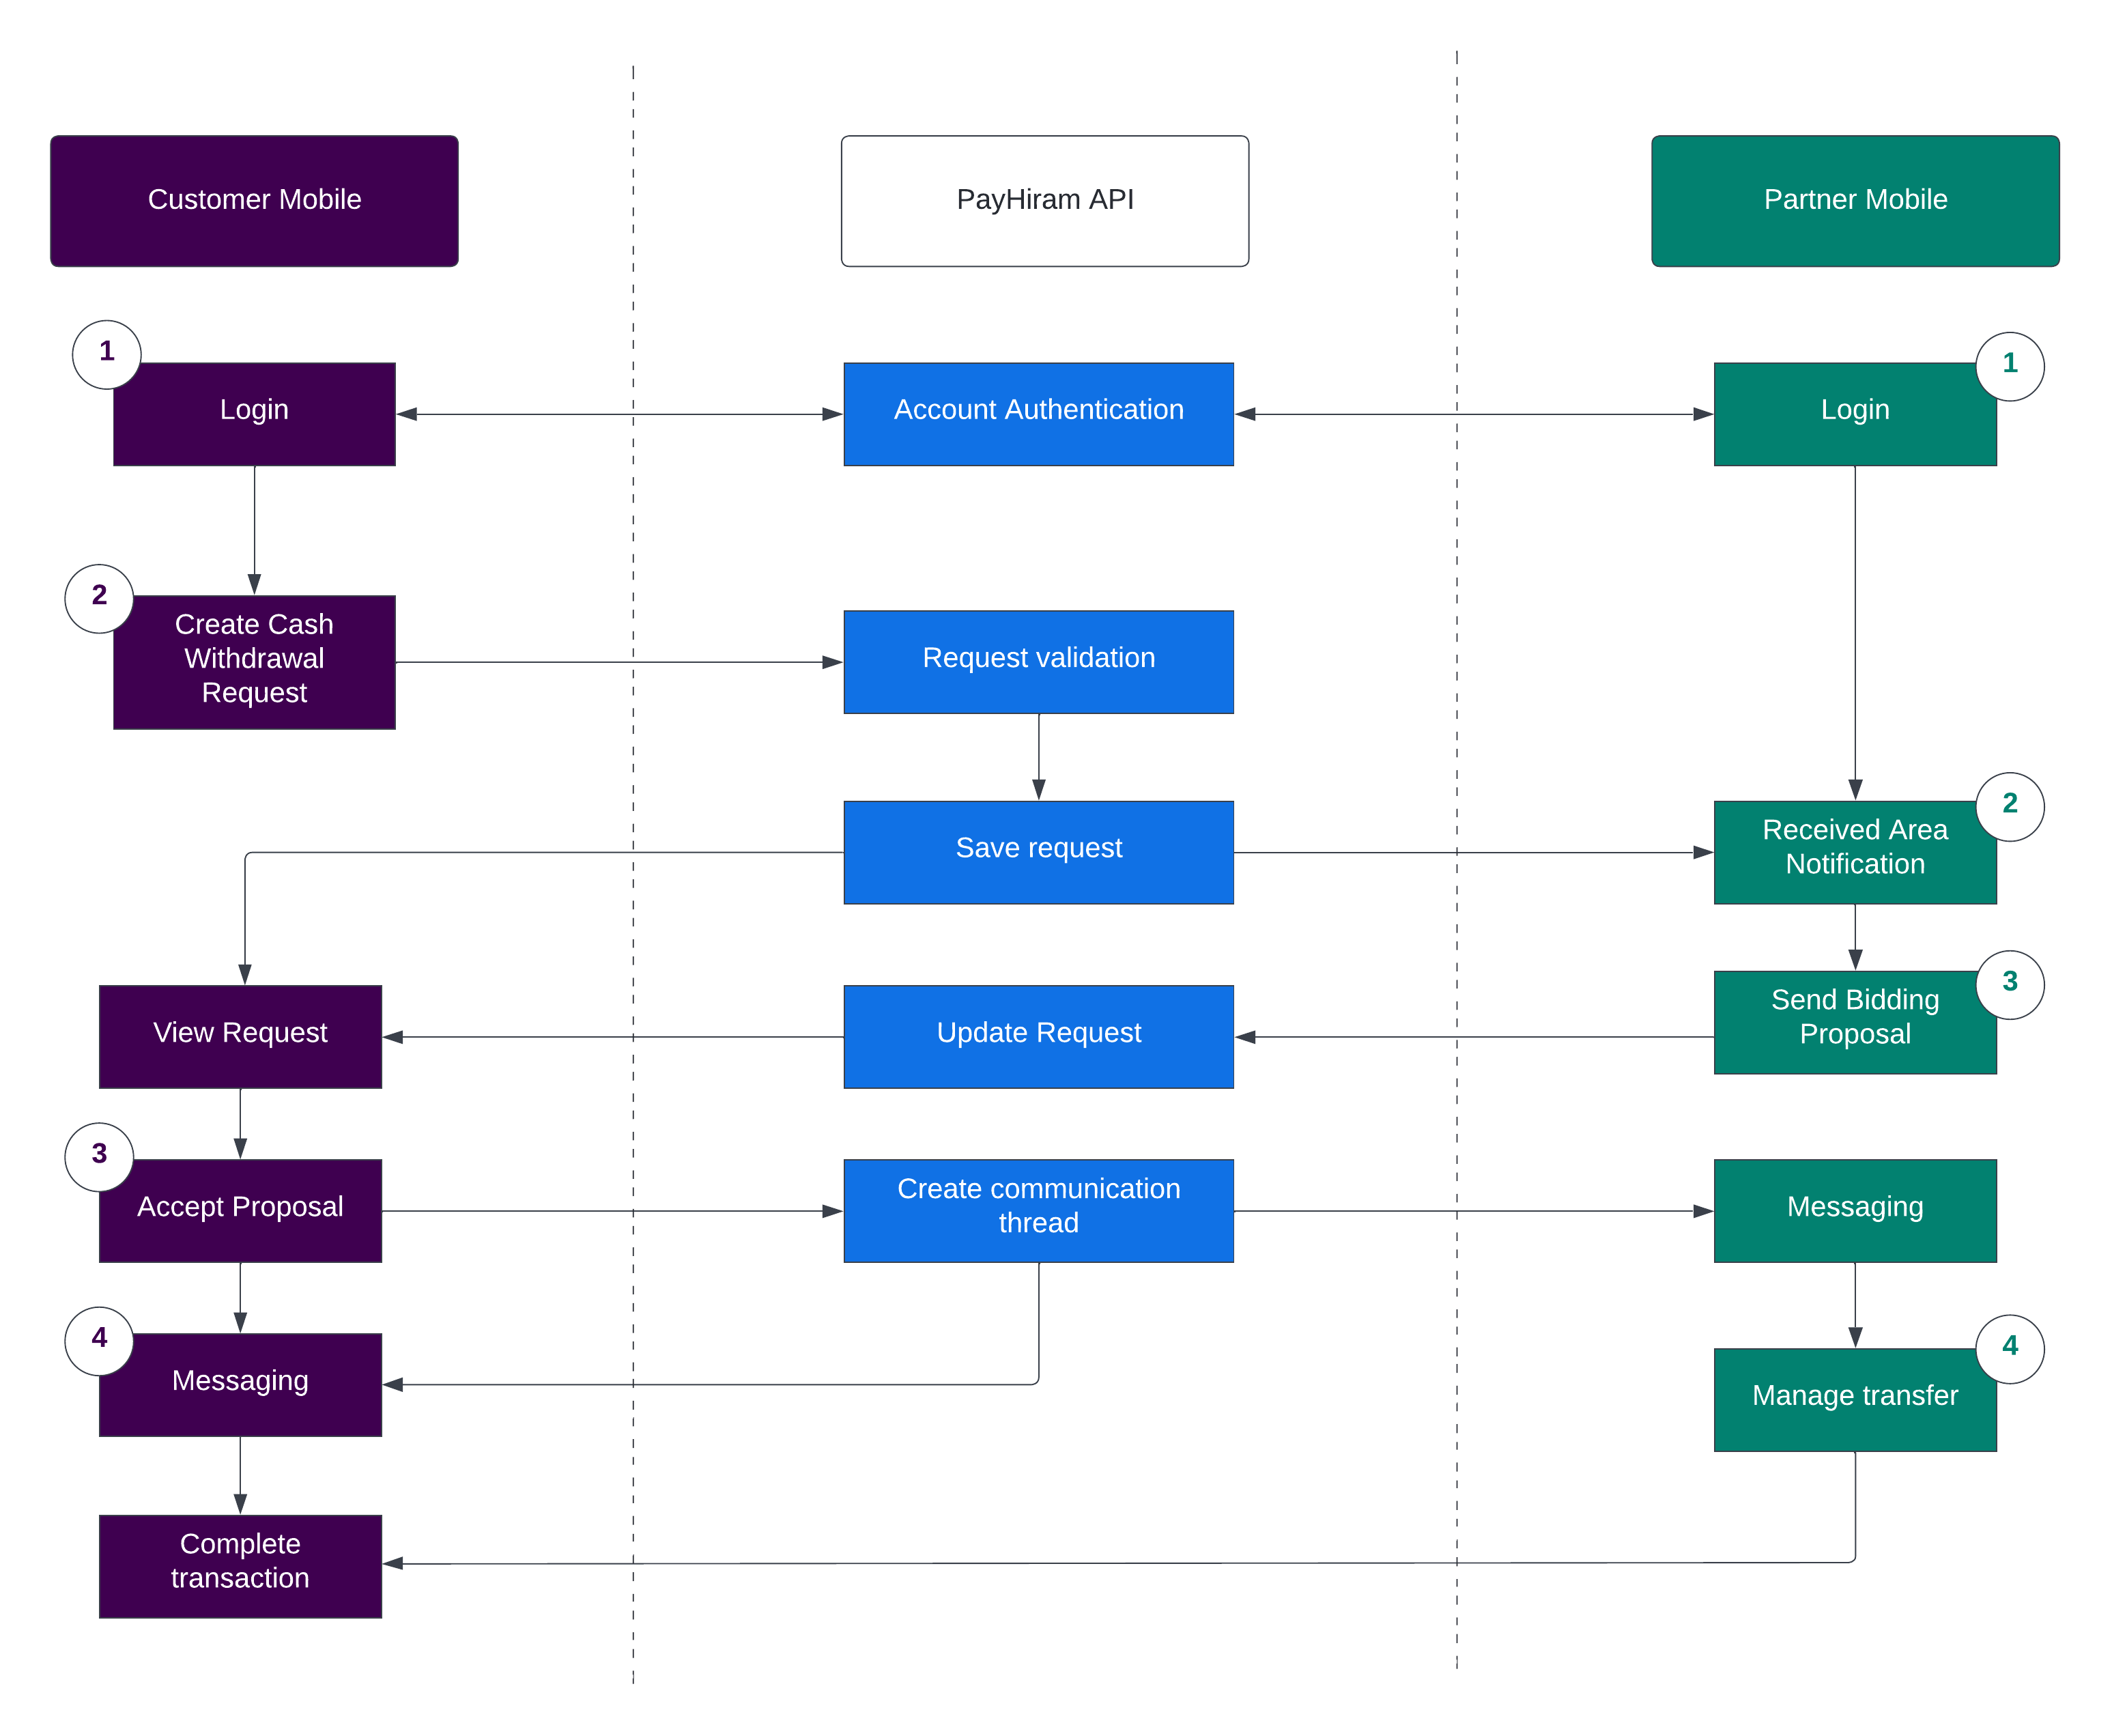 Customer Mobile
PayHiram API
Partner Mobile
1
Login
Account Authentication
Login
1
2
Create Cash
Withdrawal
Request
Request validation
Save request
Received Area
Notification
2
View Request
Update Request
Send Bidding
Proposal
3
3
Accept Proposal
Create communication
thread
Messaging
4
Messaging
Manage transfer
4
Complete
transaction